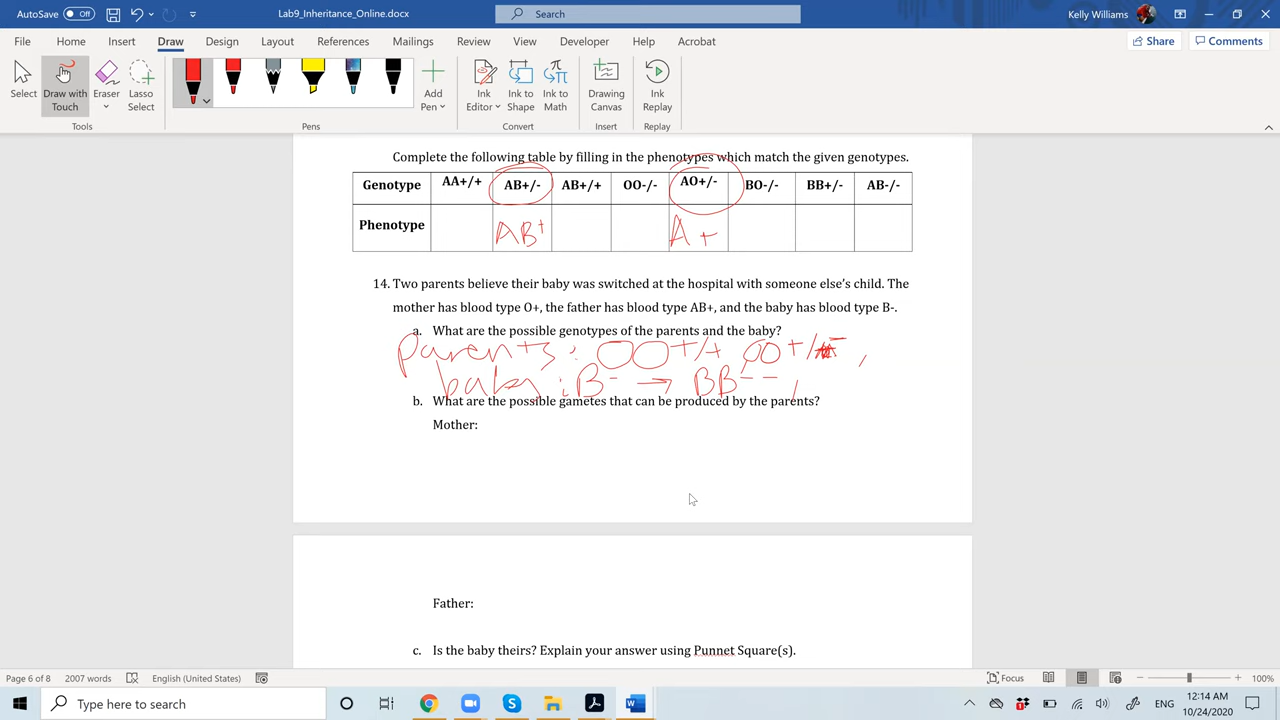 AutoSave Off Lab9_Inheritance_Online.docx Search Kelly Williams
File Home Insert Draw Design Layout References Mailings Review View Developer Help Acrobat Share Comments
Select Draw with Touch Eraser Lasso Select Add Pen Ink Editor Ink to Shape Ink to Math Drawing Canvas Ink Replay
Tools Pens Convert Insert Replay
Complete the following table by filling in the phenotypes which match the given genotypes.
Genotype AA+/+ AB+/- AB+/+ OO-/- AO+/- BO-/- BB+/- AB-/-
Phenotype AB+ A+
14. Two parents believe their baby was switched at the hospital with someone else's child. The
mother has blood type O+, the father has blood type AB+, and the baby has blood type B-.
a. What are the possible genotypes of the parents and the baby?
Parents: OO+/+ OO+/- ,
baby: B- → BB-- ,
b. What are the possible gametes that can be produced by the parents?
Mother:
Father:
c. Is the baby theirs? Explain your answer using Punnet Square(s).
Page 6 of 8 2007 words English (United States) Focus 100%
Type here to search ENG 12:14 AM
10/24/2020